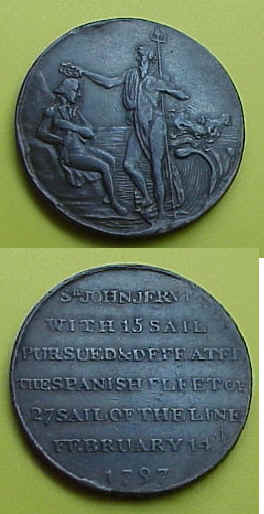 SR JOHN JERVIS
WITH 15 SAIL
PURSUED & DEFEATED
THE SPANISH FLEET OF
27 SAIL OF THE LINE
FEBRUARY 14
1797